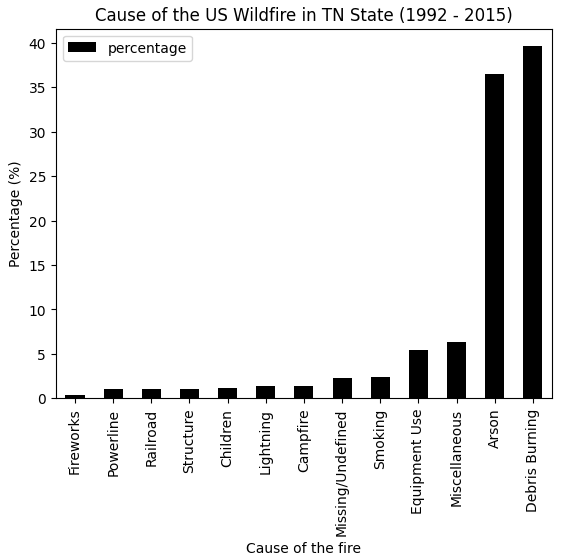 Cause of the US Wildfire in TN State (1992 - 2015)
percentage
Percentage (%)
40
35
30
25
20
15
10
5
0
Fireworks
Powerline
Railroad
Structure
Children
Lightning
Campfire
Missing/Undefined
Smoking
Equipment Use
Miscellaneous
Arson
Debris Burning
Cause of the fire